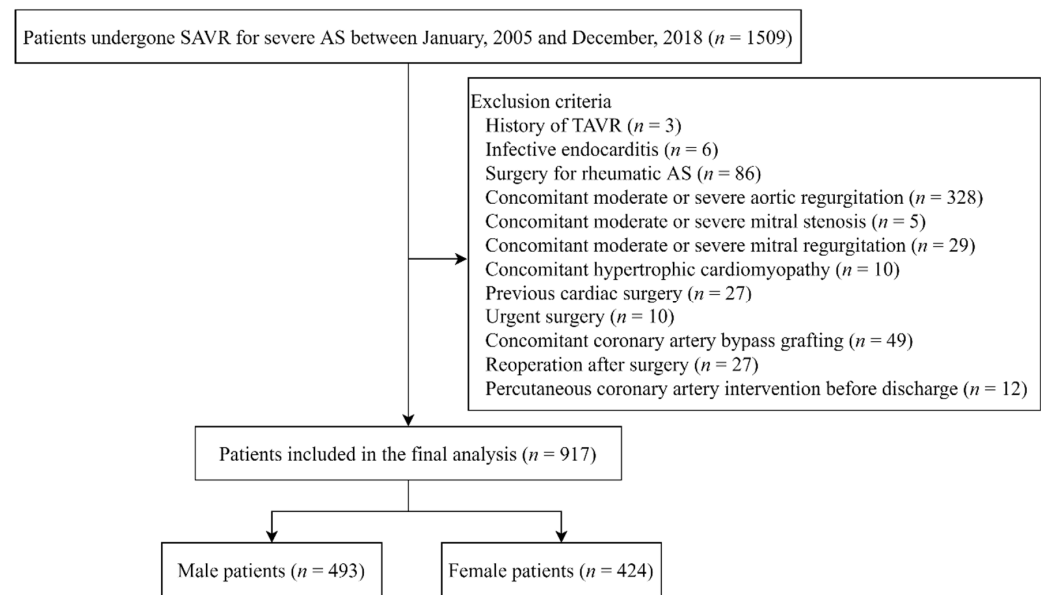 Patients undergone SAVR for severe AS between January, 2005 and December, 2018 (n = 1509)
Exclusion criteria
History of TAVR (n = 3)
Infective endocarditis (n = 6)
Surgery for rheumatic AS (n = 86)
Concomitant moderate or severe aortic regurgitation (n = 328)
Concomitant moderate or severe mitral stenosis (n = 5)
Concomitant moderate or severe mitral regurgitation (n = 29)
Concomitant hypertrophic cardiomyopathy (n = 10)
Previous cardiac surgery (n = 27)
Urgent surgery (n = 10)
Concomitant coronary artery bypass grafting (n = 49)
Reoperation after surgery (n = 27)
Percutaneous coronary artery intervention before discharge (n = 12)
Patients included in the final analysis (n = 917)
Male patients (n = 493)
Female patients (n = 424)